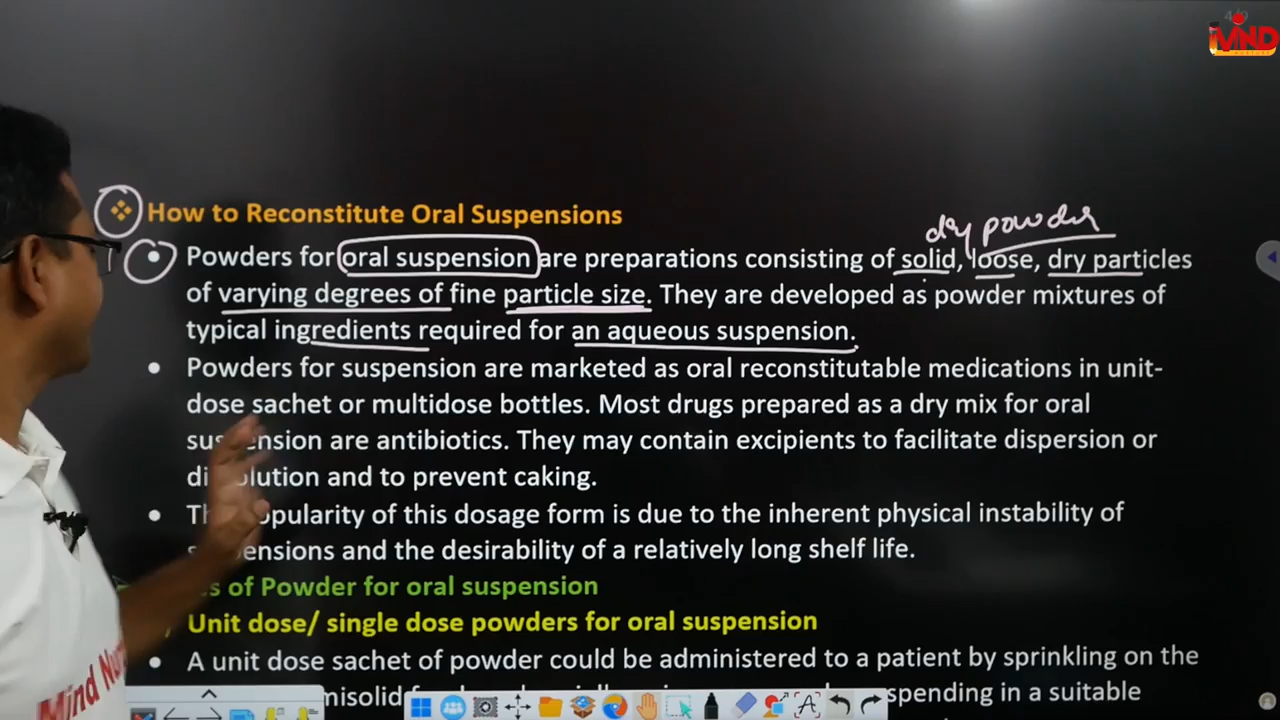 4/9
MND
How to Reconstitute Oral Suspensions
dry powder
Powders for oral suspension are preparations consisting of solid, loose, dry particles
of varying degrees of fine particle size. They are developed as powder mixtures of
typical ingredients required for an aqueous suspension.
Powders for suspension are marketed as oral reconstitutable medications in unit-
dose sachet or multidose bottles. Most drugs prepared as a dry mix for oral
are antibiotics. They may contain excipients to facilitate dispersion or
and to prevent caking.
of this dosage form is due to the inherent physical instability of
and the desirability of a relatively long shelf life.
of Powder for oral suspension
Unit dose/ single dose powders for oral suspension
A unit dose sachet of powder could be administered to a patient by sprinkling on the
in a suitable
Mind